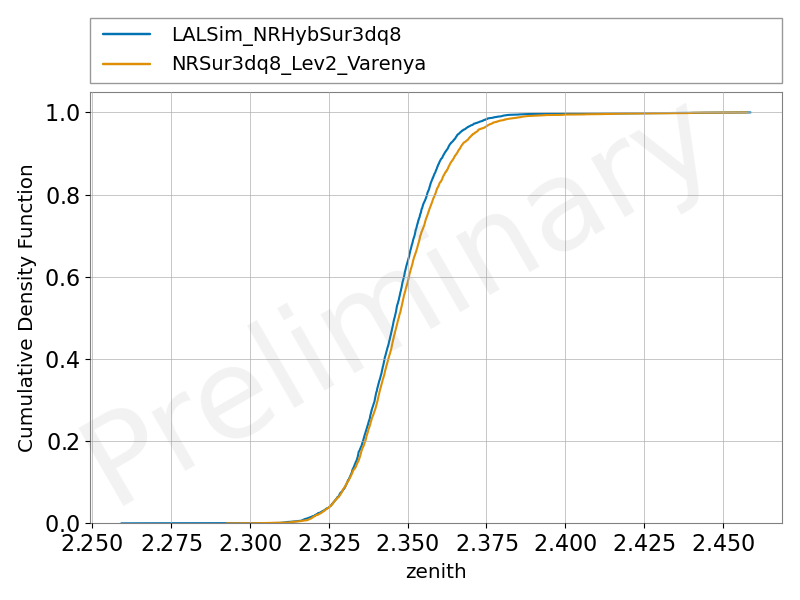 LALSim_NRHybSur3dq8
NRSur3dq8_Lev2_Varenya
1.0
0.8
0.6
0.4
0.2
0.0
Cumulative Density Function
Preliminary
2.250 2.275 2.300 2.325 2.350 2.375 2.400 2.425 2.450
zenith